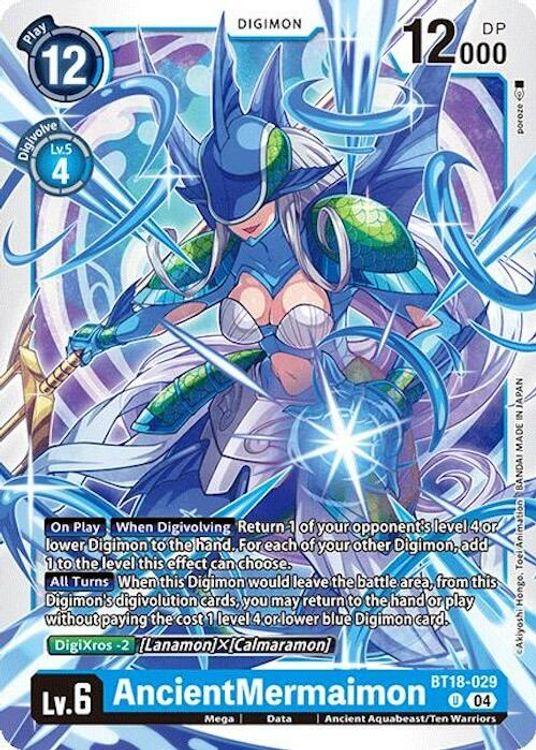 Play
12
DIGIMON
DP
12000
Digivolve
Lv.5
4
poroze
On Play When Digivolving Return 1 of your opponent's level 4 or
lower Digimon to the hand. For each of your other Digimon, add
1 to the level this effect can choose.
All Turns When this Digimon would leave the battle area, from this
Digimon's digivolution cards, you may return to the hand or play
without paying the cost 1 level 4 or lower blue Digimon card.
DigiXros -2 [Lanamon]×[Calmaramon]
©Akiyoshi Hongo, Toei Animation BANDAI MADE IN JAPAN
Lv.6
AncientMermaimon
BT18-029
U 04
Mega Data Ancient Aquabeast/Ten Warriors